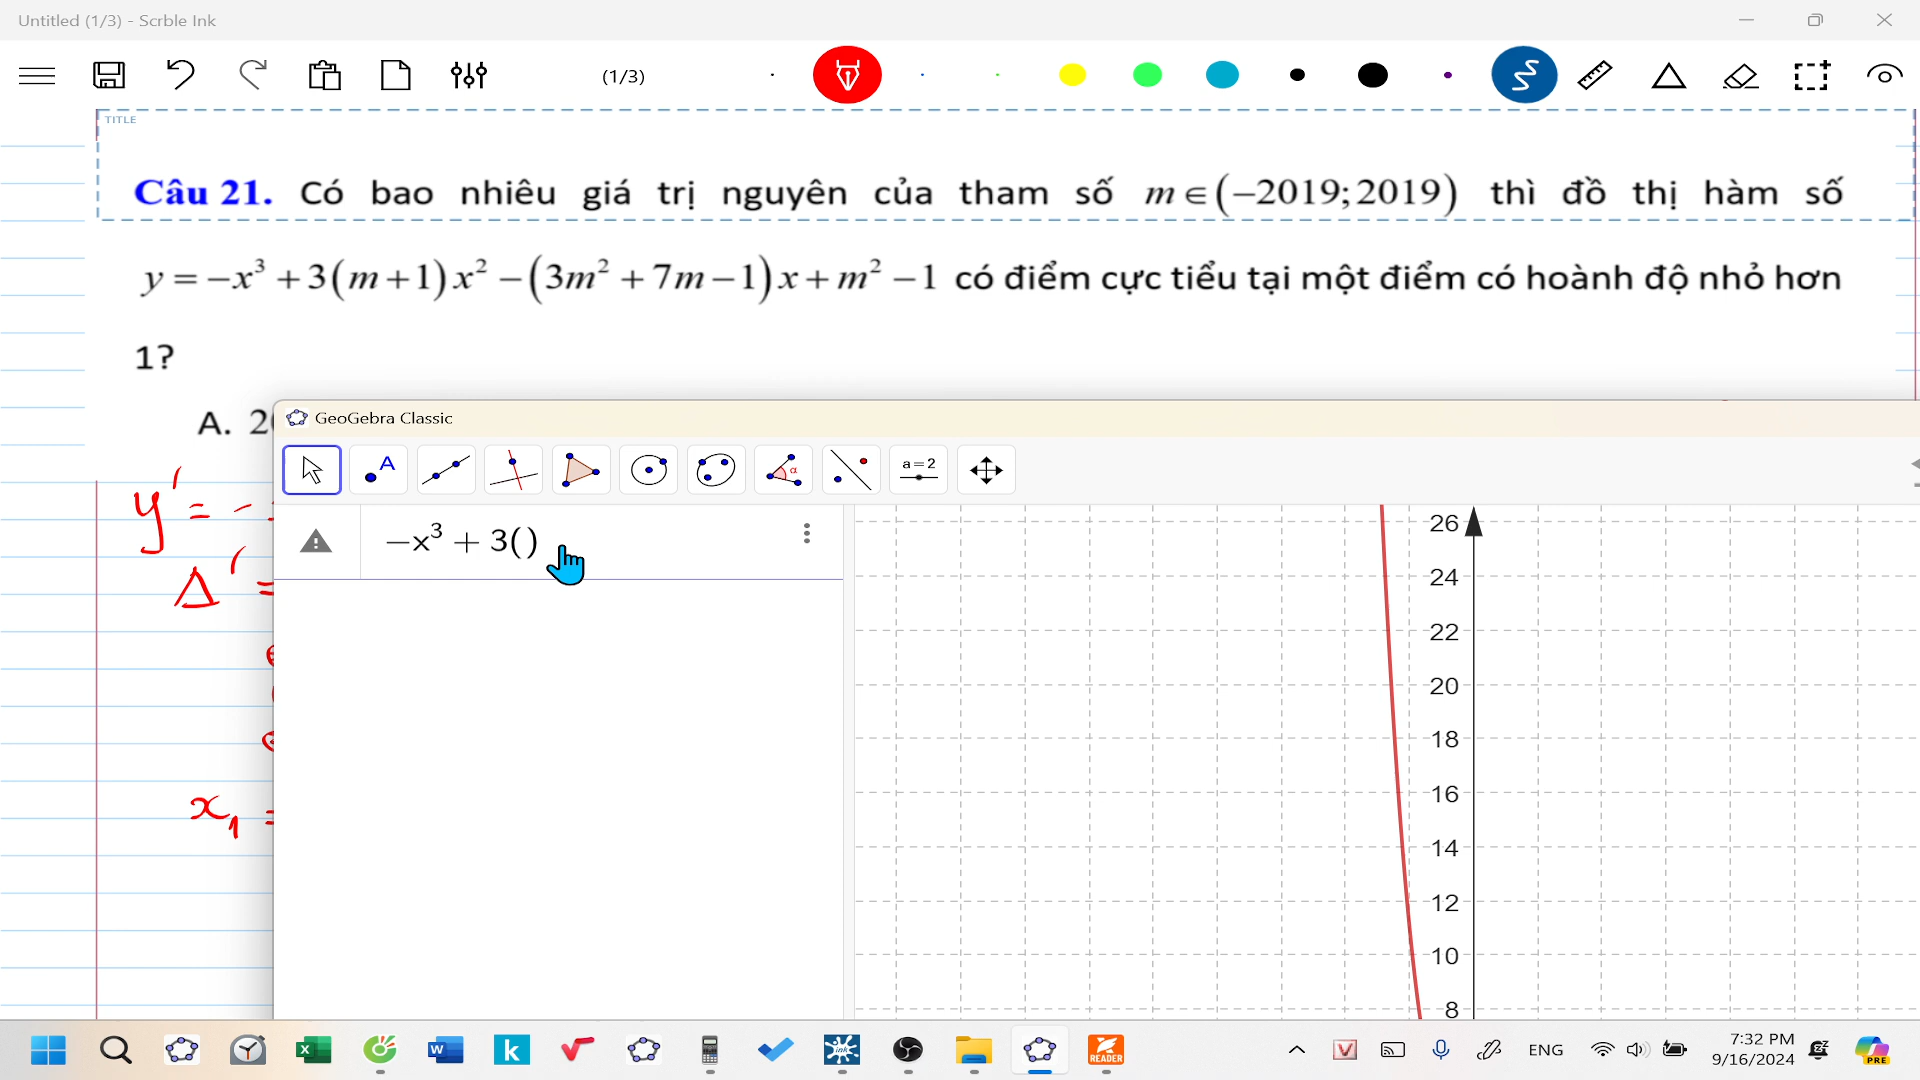 Untitled (1/3) - Scrble Ink
(1/3)
TITLE
Câu 21. Có bao nhiêu giá trị nguyên của tham số m∈(−2019;2019) thì đồ thị hàm số
y = −x³ + 3(m+1)x² − (3m² + 7m − 1)x + m² − 1 có điểm cực tiểu tại một điểm có hoành độ nhỏ hơn
1?
A. 2
GeoGebra Classic
A
α
a=2
y' = -
Δ' =
x₁ =
−x³ + 3()
26
24
22
20
18
16
14
12
10
8
READER
ENG
7:32 PM
9/16/2024
PRE